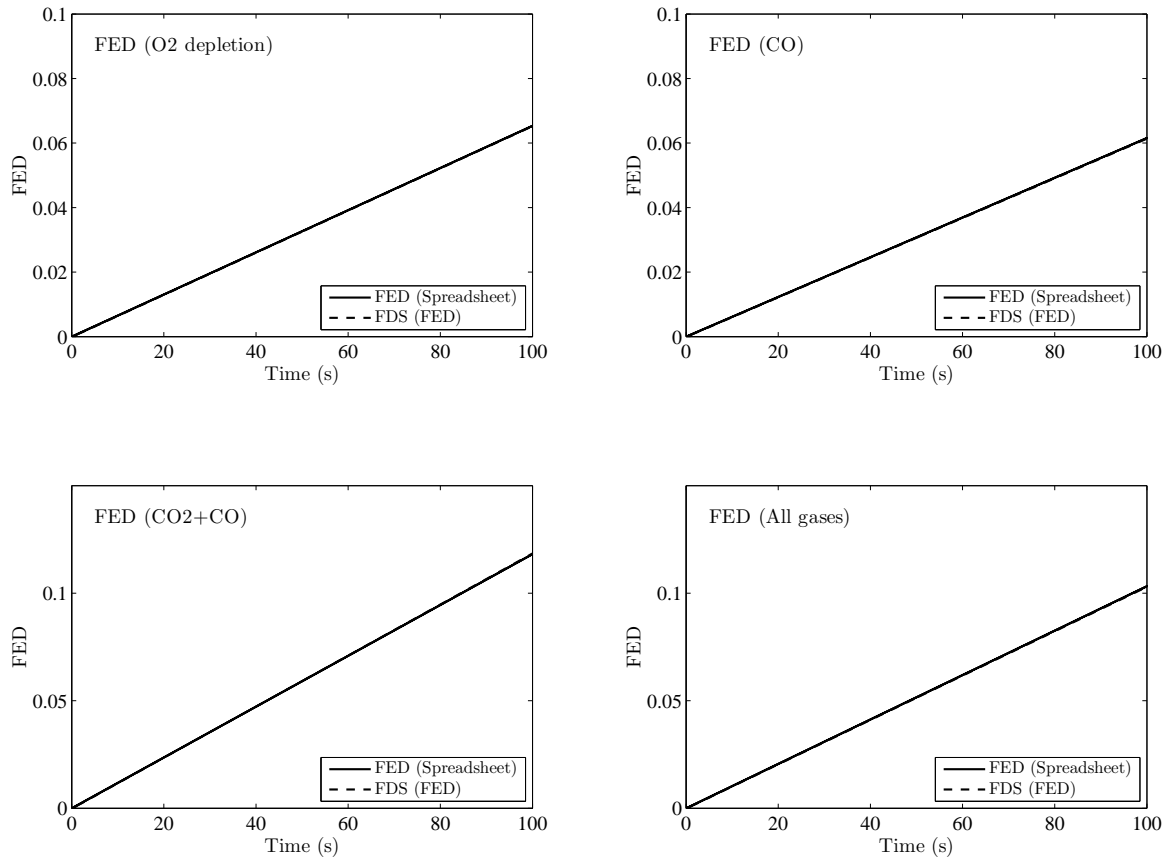 FED (O2 depletion)
0.1
0.08
0.06
0.04
0.02
0
FED
0 20 40 60 80 100
Time (s)
FED (Spreadsheet)
FDS (FED)
FED (CO)
0.1
0.08
0.06
0.04
0.02
0
FED
0 20 40 60 80 100
Time (s)
FED (Spreadsheet)
FDS (FED)
FED (CO2+CO)
0.1
0.05
0
FED
0 20 40 60 80 100
Time (s)
FED (Spreadsheet)
FDS (FED)
FED (All gases)
0.1
0.05
0
FED
0 20 40 60 80 100
Time (s)
FED (Spreadsheet)
FDS (FED)